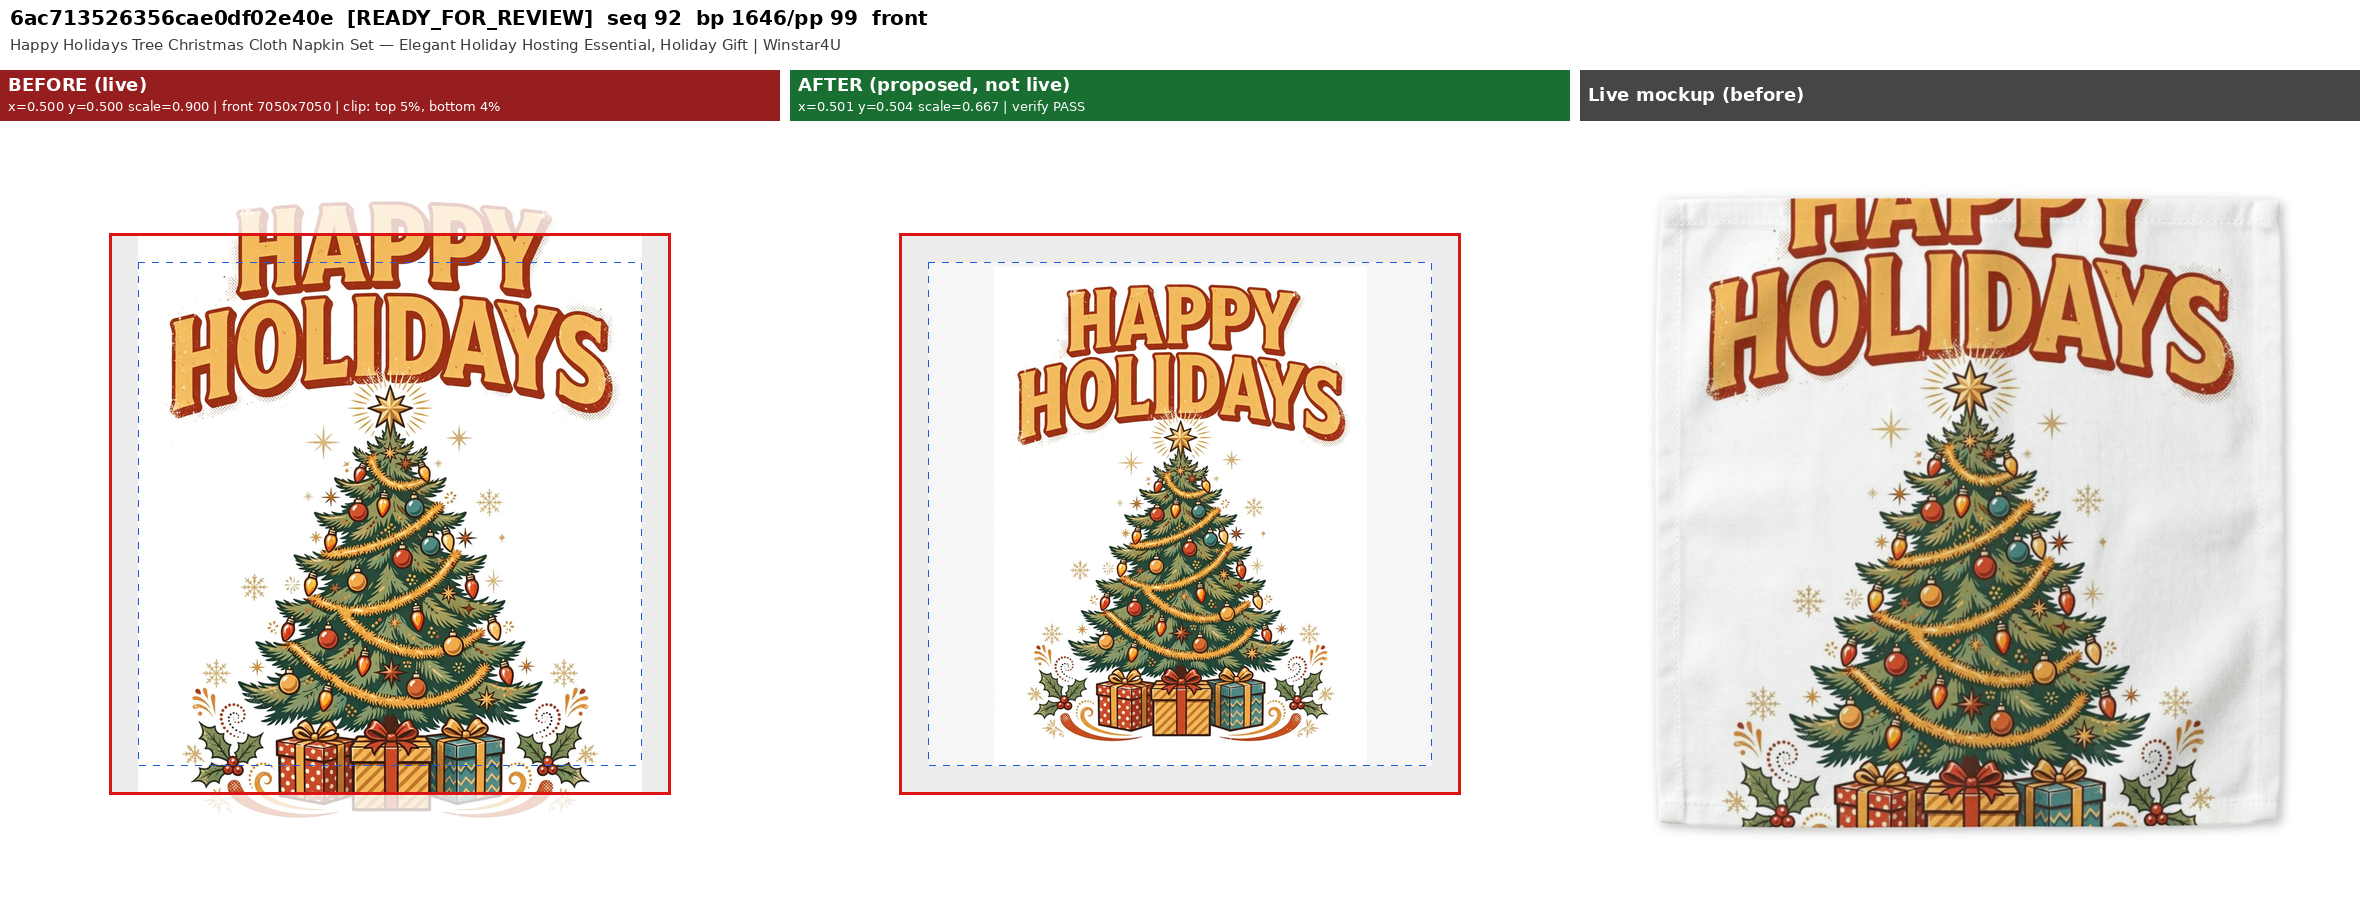 6ac713526356cae0df02e40e [READY_FOR_REVIEW] seq 92 bp 1646/pp 99 front
Happy Holidays Tree Christmas Cloth Napkin Set — Elegant Holiday Hosting Essential, Holiday Gift | Winstar4U
BEFORE (live)
x=0.500 y=0.500 scale=0.900 | front 7050x7050 | clip: top 5%, bottom 4%
AFTER (proposed, not live)
x=0.501 y=0.504 scale=0.667 | verify PASS
Live mockup (before)
HAPPY
HOLIDAYS
HAPPY
HOLIDAYS
HAPPY
HOLIDAYS